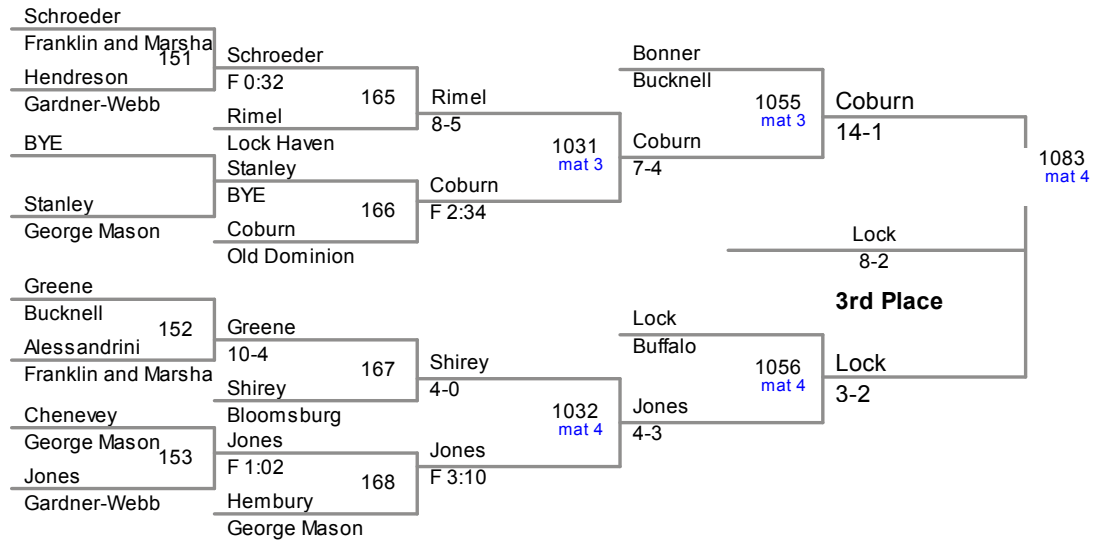 Schroeder
Franklin and Marsha
151
Hendreson
Gardner-Webb
BYE
Stanley
George Mason
Greene
Bucknell
152
Alessandrini
Franklin and Marsha
Chenevey
George Mason
153
Jones
Gardner-Webb
Schroeder
F 0:32
165
Rimel
Lock Haven
Stanley
BYE
166
Coburn
Old Dominion
Greene
10-4
167
Shirey
Bloomsburg
Jones
F 1:02
168
Hembury
George Mason
Rimel
8-5
1031
mat 3
Coburn
F 2:34
Shirey
4-0
1032
mat 4
Jones
F 3:10
Bonner
Bucknell
1055
mat 3
Coburn
7-4
Lock
Buffalo
1056
mat 4
Jones
4-3
Coburn
14-1
1083
mat 4
Lock
8-2
3rd Place
Lock
3-2